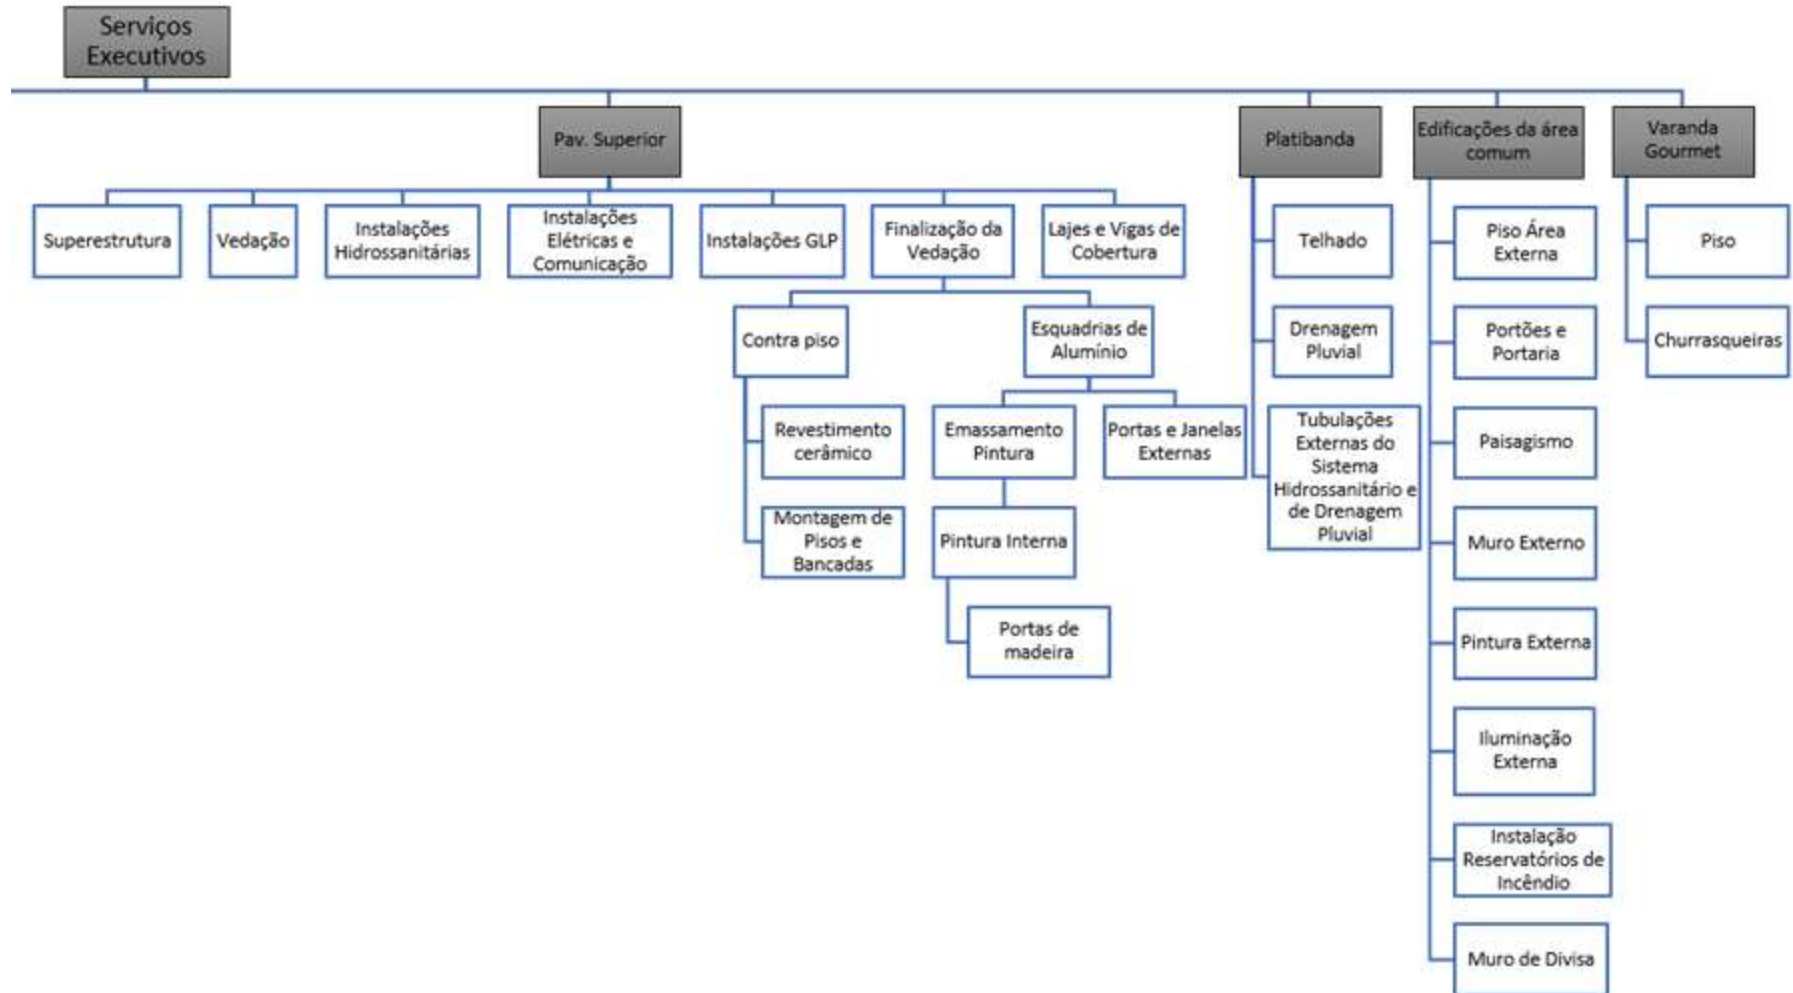 Serviços
Executivos
Pav. Superior
Platibanda
Edificações da área
comum
Varanda
Gourmet
Superestrutura
Vedação
Instalações
Hidrossanitárias
Instalações
Elétricas e
Comunicação
Instalações GLP
Finalização da
Vedação
Lajes e Vigas de
Cobertura
Contra piso
Revestimento
cerâmico
Montagem de
Pisos e
Bancadas
Esquadrias de
Alumínio
Emassamento
Pintura
Pintura Interna
Portas de
madeira
Portas e Janelas
Externas
Telhado
Drenagem
Pluvial
Tubulações
Externas do
Sistema
Hidrossanitário e
de Drenagem
Pluvial
Piso Área
Externa
Portões e
Portaria
Paisagismo
Muro Externo
Pintura Externa
Iluminação
Externa
Instalação
Reservatórios de
Incêndio
Muro de Divisa
Piso
Churrasqueiras